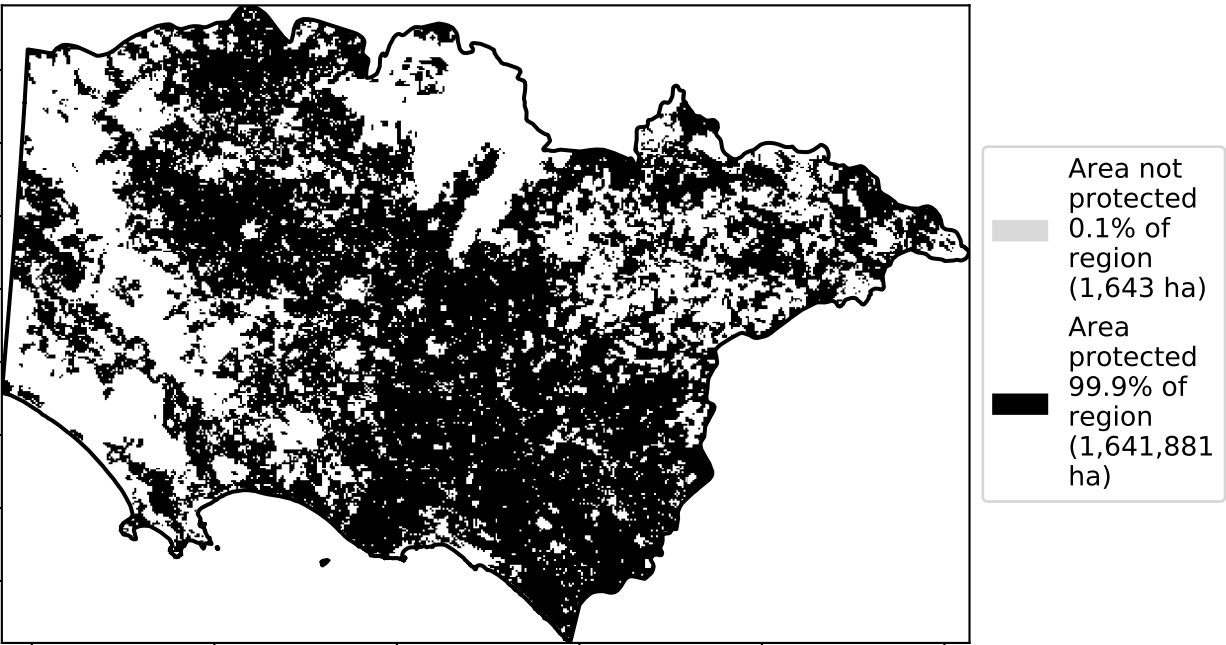 Area not
protected
0.1% of
region
(1,643 ha)
Area
protected
99.9% of
region
(1,641,881
ha)